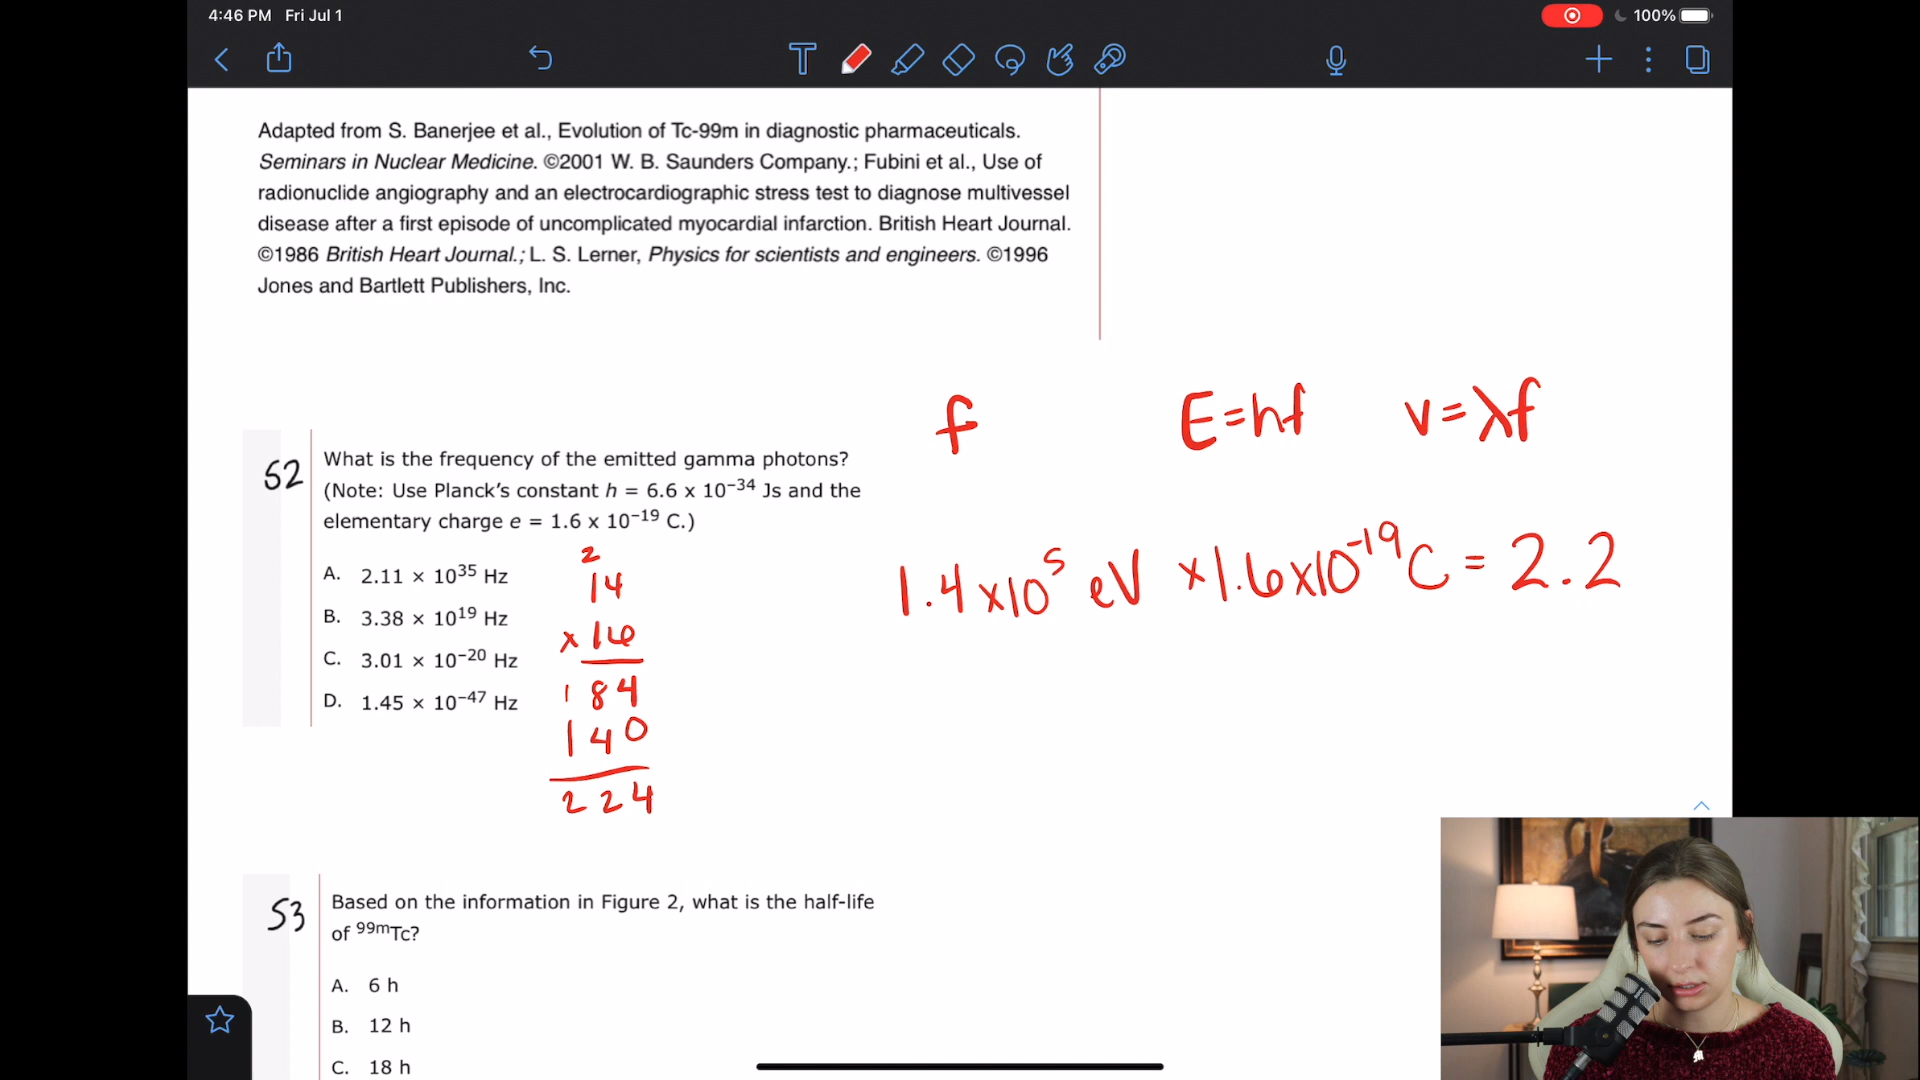 4:46 PM Fri Jul 1
100%
Adapted from S. Banerjee et al., Evolution of Tc-99m in diagnostic pharmaceuticals.
Seminars in Nuclear Medicine. ©2001 W. B. Saunders Company.; Fubini et al., Use of
radionuclide angiography and an electrocardiographic stress test to diagnose multivessel
disease after a first episode of uncomplicated myocardial infarction. British Heart Journal.
©1986 British Heart Journal.; L. S. Lerner, Physics for scientists and engineers. ©1996
Jones and Bartlett Publishers, Inc.
f E=hf v=λf
52
What is the frequency of the emitted gamma photons?
(Note: Use Planck's constant h = 6.6 x 10⁻³⁴ Js and the
elementary charge e = 1.6 x 10⁻¹⁹ C.)
A. 2.11 × 10³⁵ Hz
B. 3.38 × 10¹⁹ Hz
C. 3.01 × 10⁻²⁰ Hz
D. 1.45 × 10⁻⁴⁷ Hz
2
14
×16
184
140
224
1.4×10⁵ eV ×1.6×10⁻¹⁹C = 2.2
53
Based on the information in Figure 2, what is the half-life
of ⁹⁹ᵐTc?
A. 6 h
B. 12 h
C. 18 h